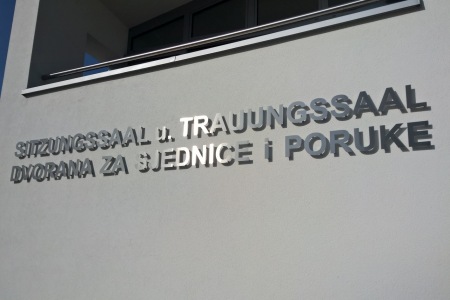 SITZUNGSSAAL u. TRAUUNGSSAAL
DVORANA ZA SJEDNICE i PORUKE